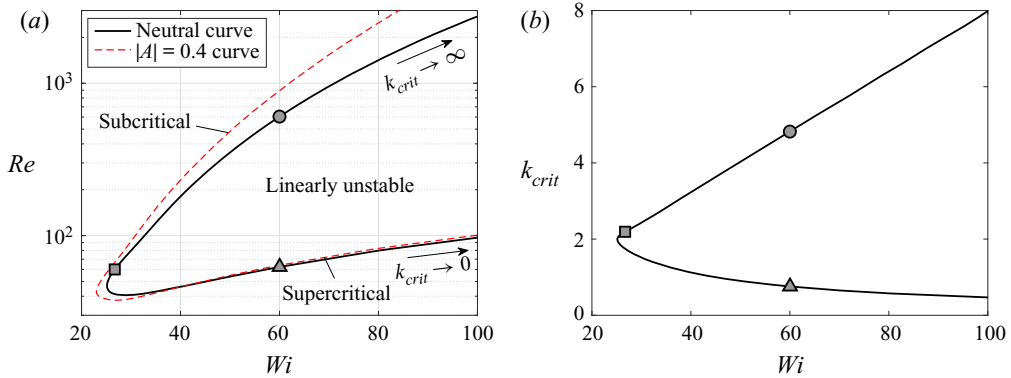 (a)
Neutral curve
|A| = 0.4 curve
10³
10²
Re
Subcritical
Linearly unstable
Supercritical
k_crit → ∞
k_crit → 0
20 40 60 80 100
Wi
(b)
8
6
4
2
0
k_crit
20 40 60 80 100
Wi